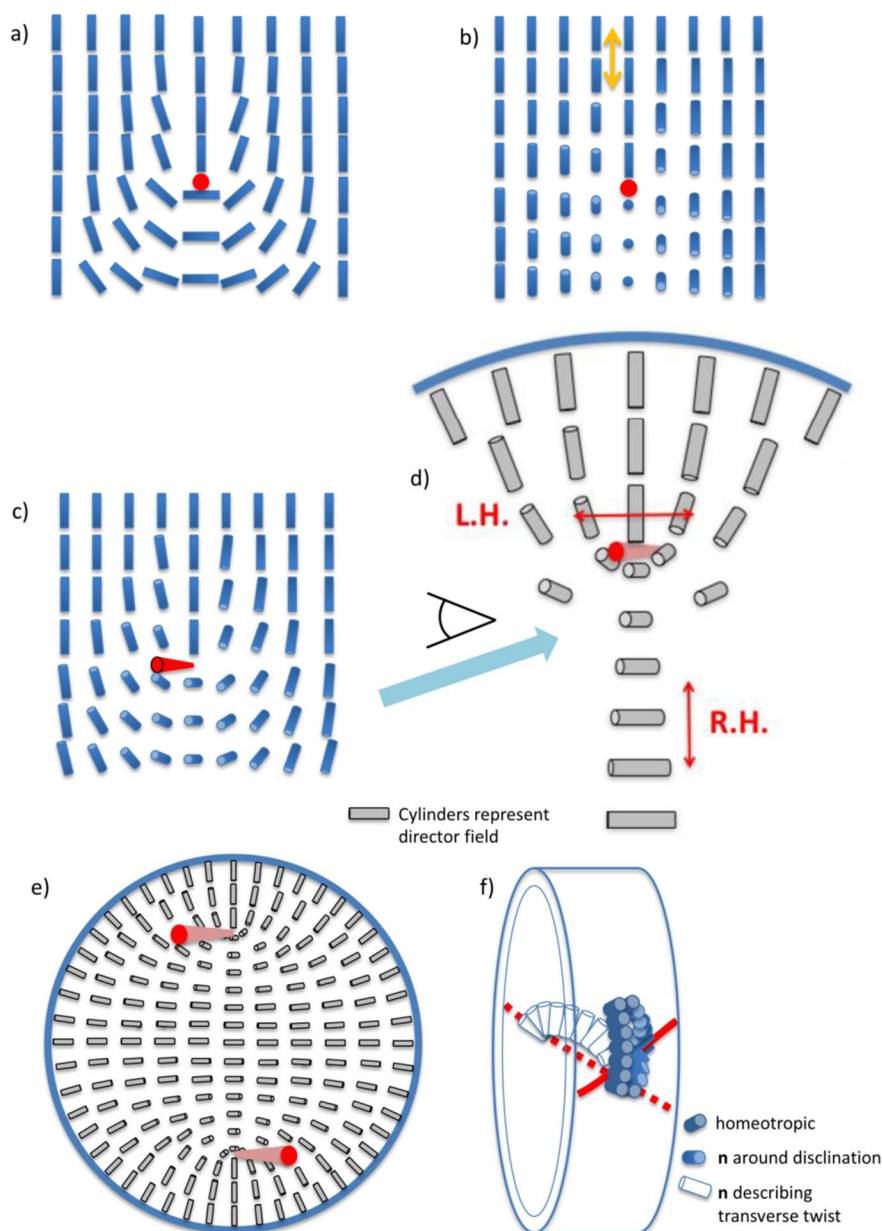 a)
b)
c)
d)
L.H.
R.H.
Cylinders represent
director field
e)
f)
homeotropic
n around disclination
n describing
transverse twist